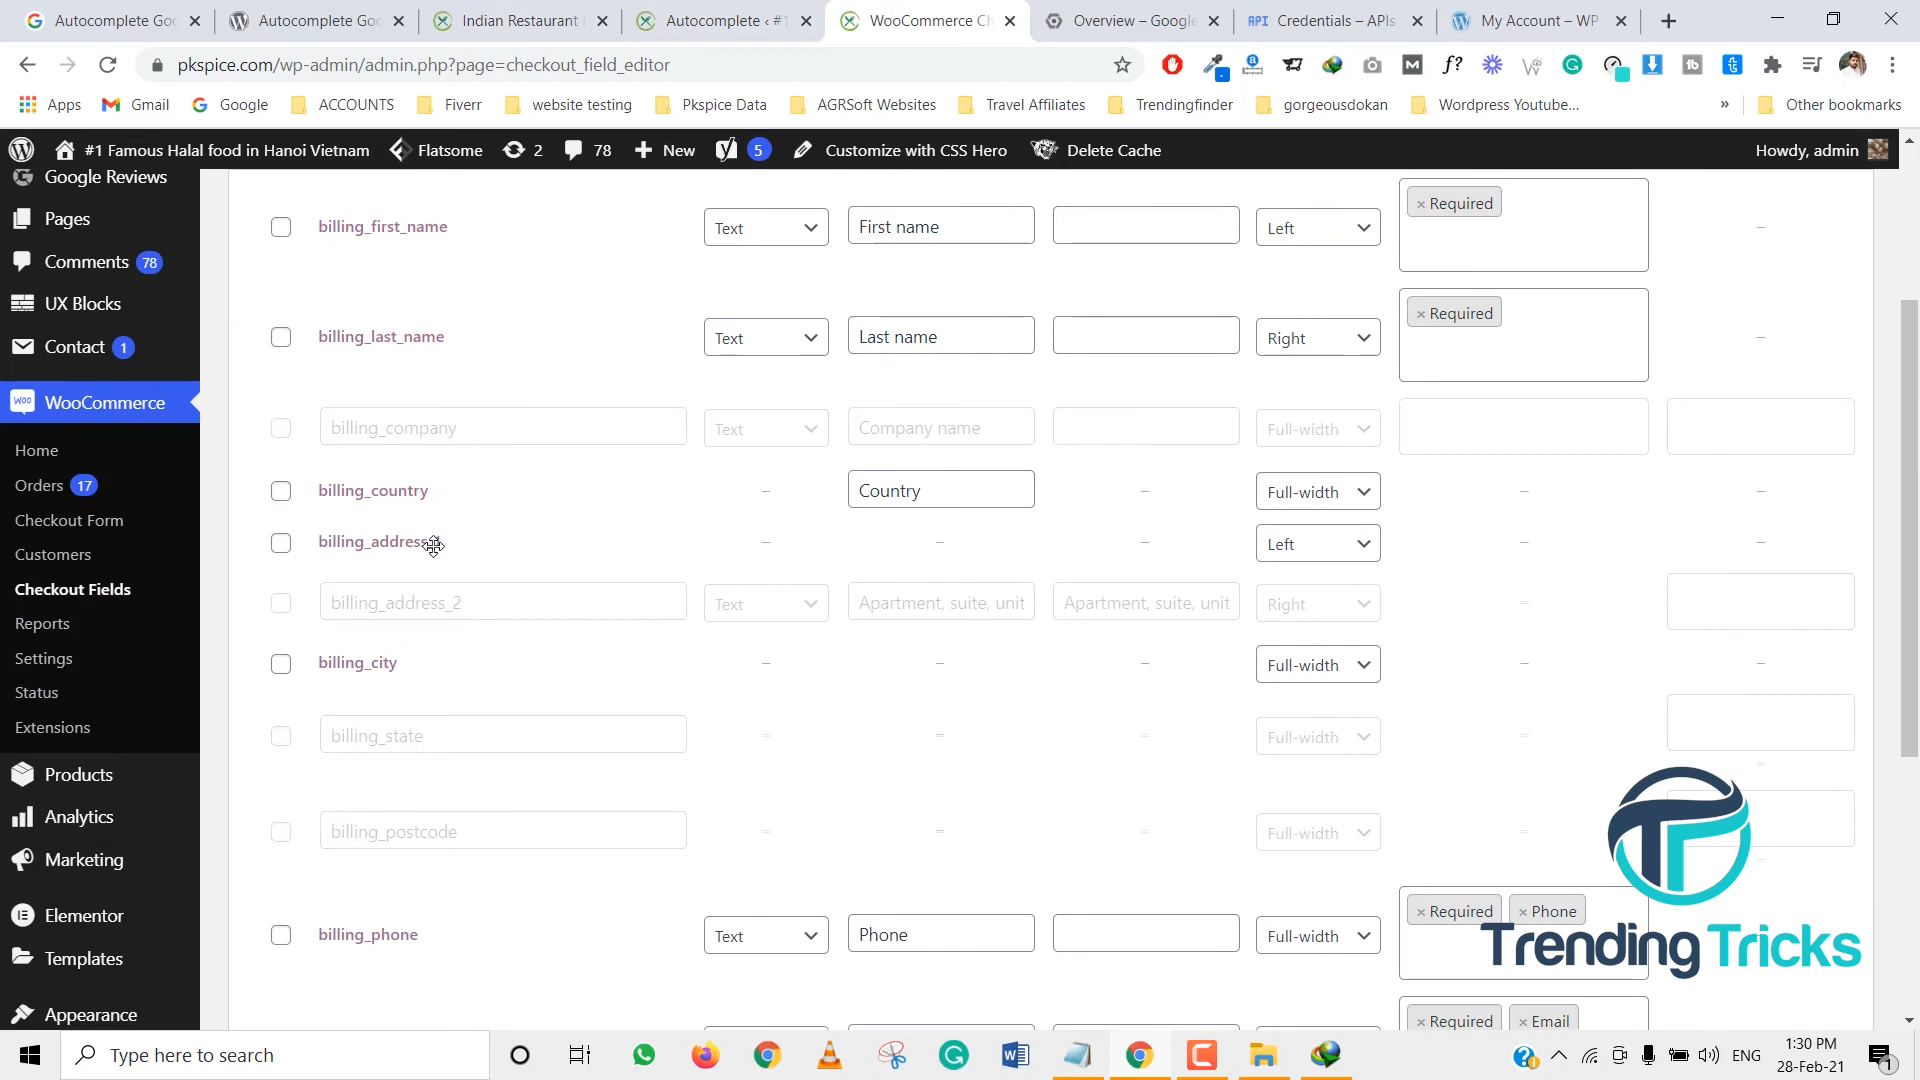 Autocomplete Goo
Autocomplete Goo
Indian Restaurant
Autocomplete ‹ #1
WooCommerce Ch
Overview – Google
API Credentials – APIs
My Account – WP
pkspice.com/wp-admin/admin.php?page=checkout_field_editor
Apps
Gmail
Google
ACCOUNTS
Fiverr
website testing
Pkspice Data
AGRSoft Websites
Travel Affiliates
Trendingfinder
gorgeousdokan
Wordpress Youtube...
»
Other bookmarks
#1 Famous Halal food in Hanoi Vietnam
Flatsome
2
78
New
5
Customize with CSS Hero
Delete Cache
Howdy, admin
Google Reviews
Pages
Comments 78
UX Blocks
Contact 1
WooCommerce
Home
Orders 17
Checkout Form
Customers
Checkout Fields
Reports
Settings
Status
Extensions
Products
Analytics
Marketing
Elementor
Templates
Appearance
billing_first_name Text First name Left × Required –
billing_last_name Text Last name Right × Required –
billing_company Text Company name Full-width
billing_country – Country – Full-width – –
billing_address – – – Left – –
billing_address_2 Text Apartment, suite, unit Apartment, suite, unit Right =
billing_city – – – Full-width – –
billing_state = = = Full-width =
billing_postcode = = = Full-width =
billing_phone Text Phone Full-width × Required × Phone
× Required × Email
Trending Tricks
Type here to search
ENG
1:30 PM
28-Feb-21
1